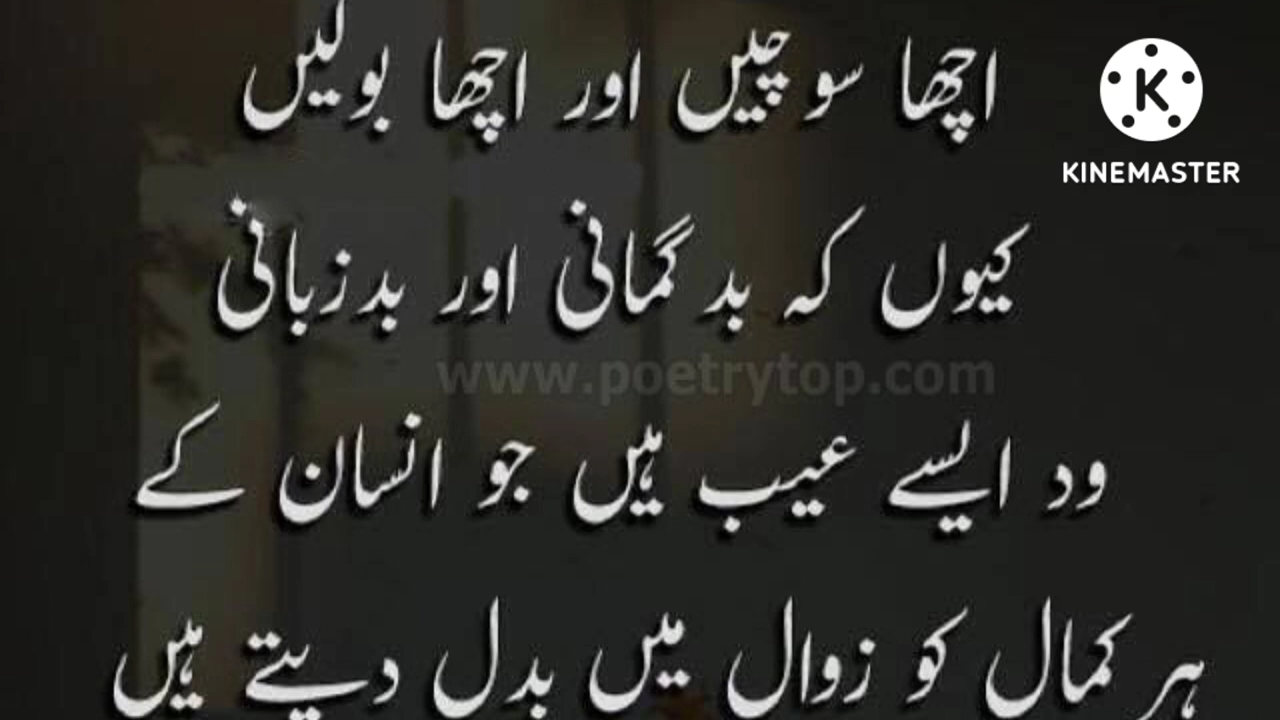 اچھا سوچیں اور اچھا بولیں
KINEMASTER
کیوں کہ بدگمانی اور بدزبانی
www.poetrytop.com
ود ایسے عیب ہیں جو انسان کے
ہر کمال کو زوال میں بدل دیتے ہیں